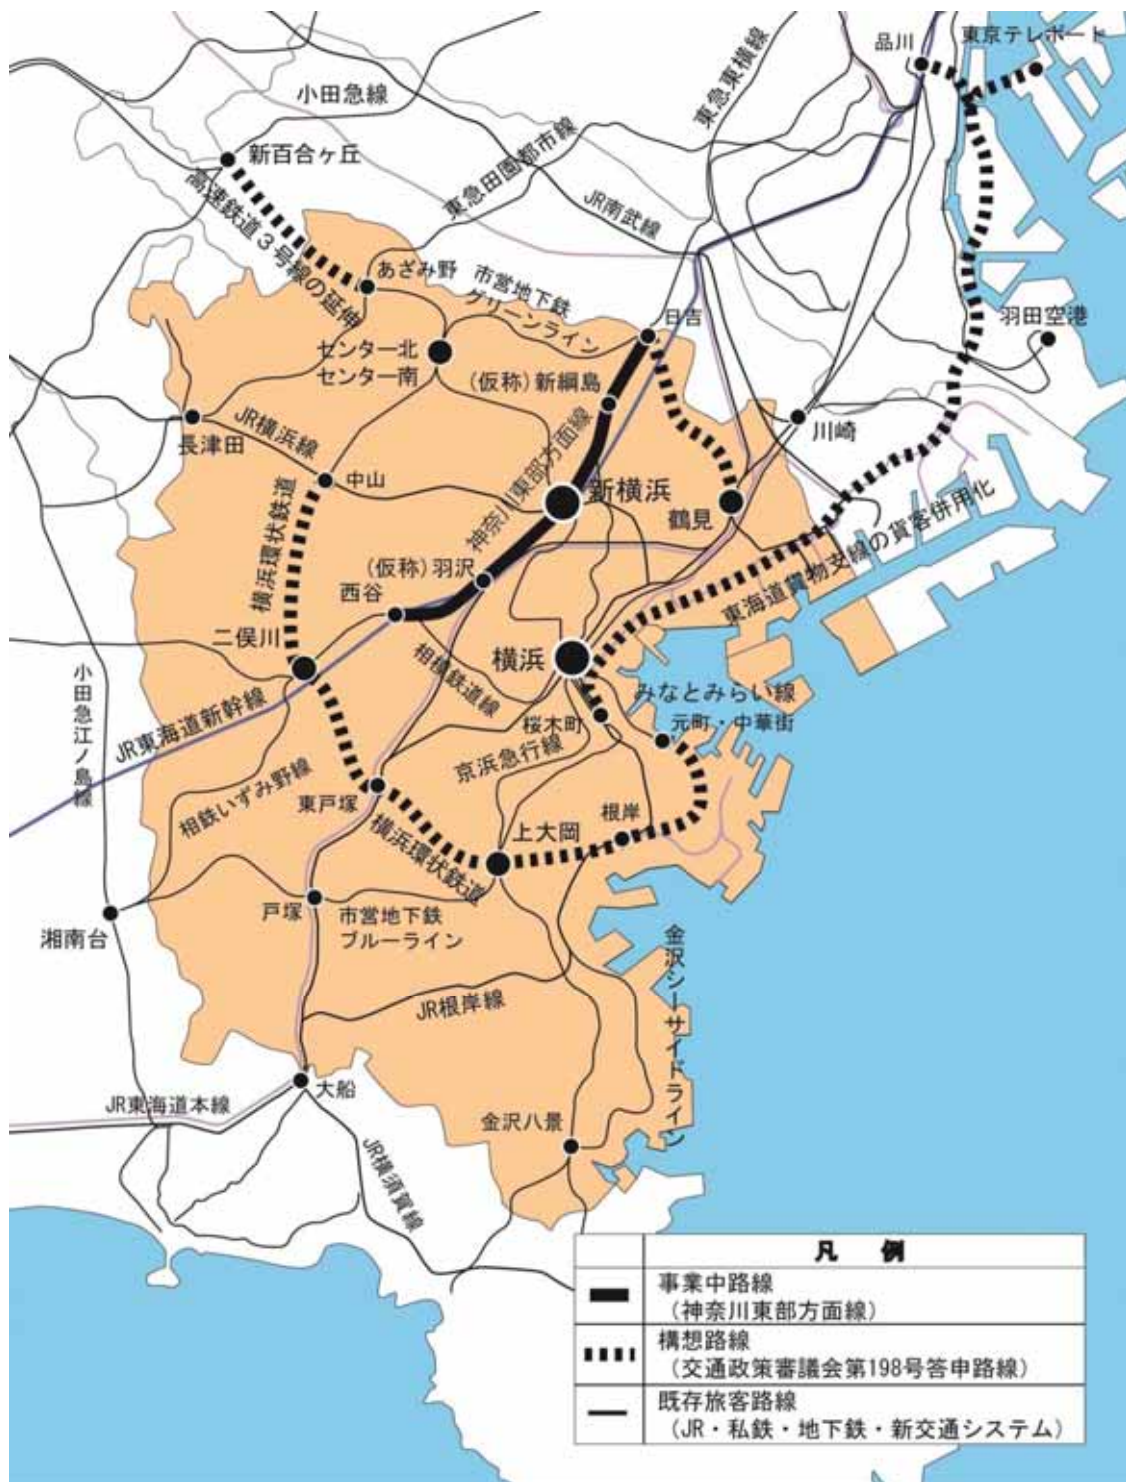 品川
東京テレポート
小田急線
東急東横線
新百合ヶ丘
東急田園都市線
高速鉄道3号線の延伸
JR南武線
あざみ野
市営地下鉄
グリーンライン
日吉
羽田空港
センター北
センター南
(仮称)新綱島
長津田
JR横浜線
川崎
中山
神奈川東部方面線
新横浜
鶴見
横浜環状鉄道
(仮称)羽沢
東海道貨物支線の貨客併用化
西谷
二俣川
相模鉄道線
横浜
みなとみらい線
小田急江ノ島線
JR東海道新幹線
桜木町
元町・中華街
京浜急行線
相鉄いずみ野線
東戸塚
横浜環状鉄道
上大岡
根岸
戸塚
市営地下鉄
ブルーライン
湘南台
金沢シーサイドライン
JR根岸線
大船
JR東海道本線
金沢八景
JR横須賀線
凡 例
事業中路線
(神奈川東部方面線)
構想路線
(交通政策審議会第198号答申路線)
既存旅客路線
(JR・私鉄・地下鉄・新交通システム)